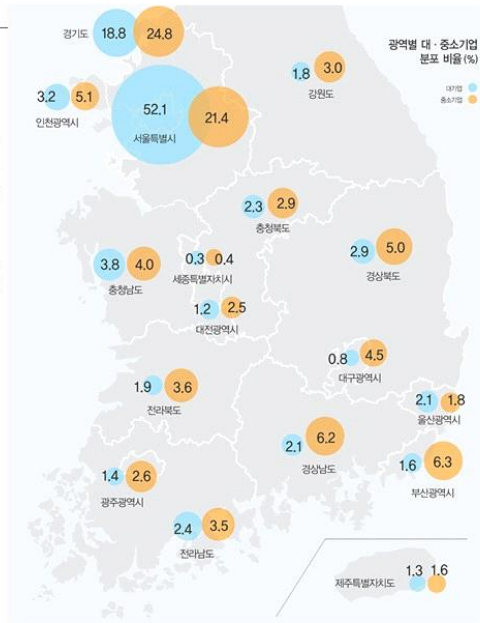 광역별 대·중소기업
분포 비율(%)
대기업
중소기업
경기도 18.8 24.8
1.8 3.0
강원도
3.2 5.1
인천광역시
52.1 21.4
서울특별시
2.3 2.9
충청북도
2.9 5.0
경상북도
3.8 4.0
충청남도
0.3 0.4
세종특별자치시
1.2 2.5
대전광역시
0.8 4.5
대구광역시
1.9 3.6
전라북도
2.1 1.8
울산광역시
2.1 6.2
경상남도
1.6 6.3
부산광역시
1.4 2.6
광주광역시
2.4 3.5
전라남도
1.3 1.6
제주특별자치도